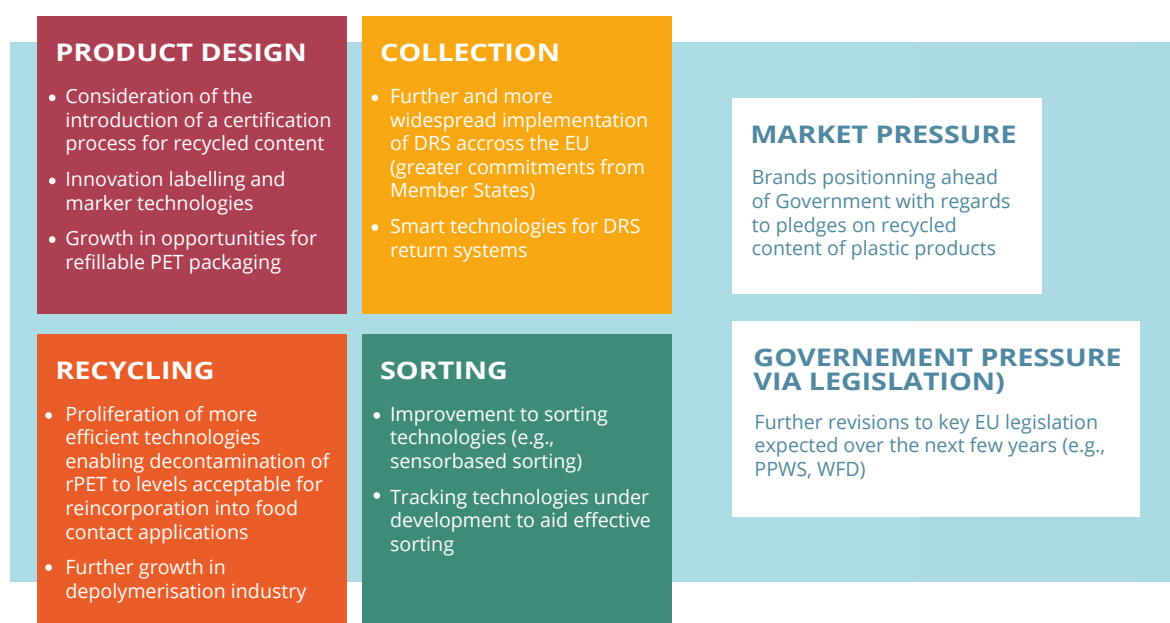 PRODUCT DESIGN
• Consideration of the
introduction of a certification
process for recycled content
• Innovation labelling and
marker technologies
• Growth in opportunities for
refillable PET packaging
COLLECTION
• Further and more
widespread implementation
of DRS accross the EU
(greater commitments from
Member States)
• Smart technologies for DRS
return systems
RECYCLING
• Proliferation of more
efficient technologies
enabling decontamination of
rPET to levels acceptable for
reincorporation into food
contact applications
• Further growth in
depolymerisation industry
SORTING
• Improvement to sorting
technologies (e.g.,
sensorbased sorting)
• Tracking technologies under
development to aid effective
sorting
MARKET PRESSURE
Brands positionning ahead
of Government with regards
to pledges on recycled
content of plastic products
GOVERNEMENT PRESSURE
VIA LEGISLATION)
Further revisions to key EU legislation
expected over the next few years (e.g.,
PPWS, WFD)